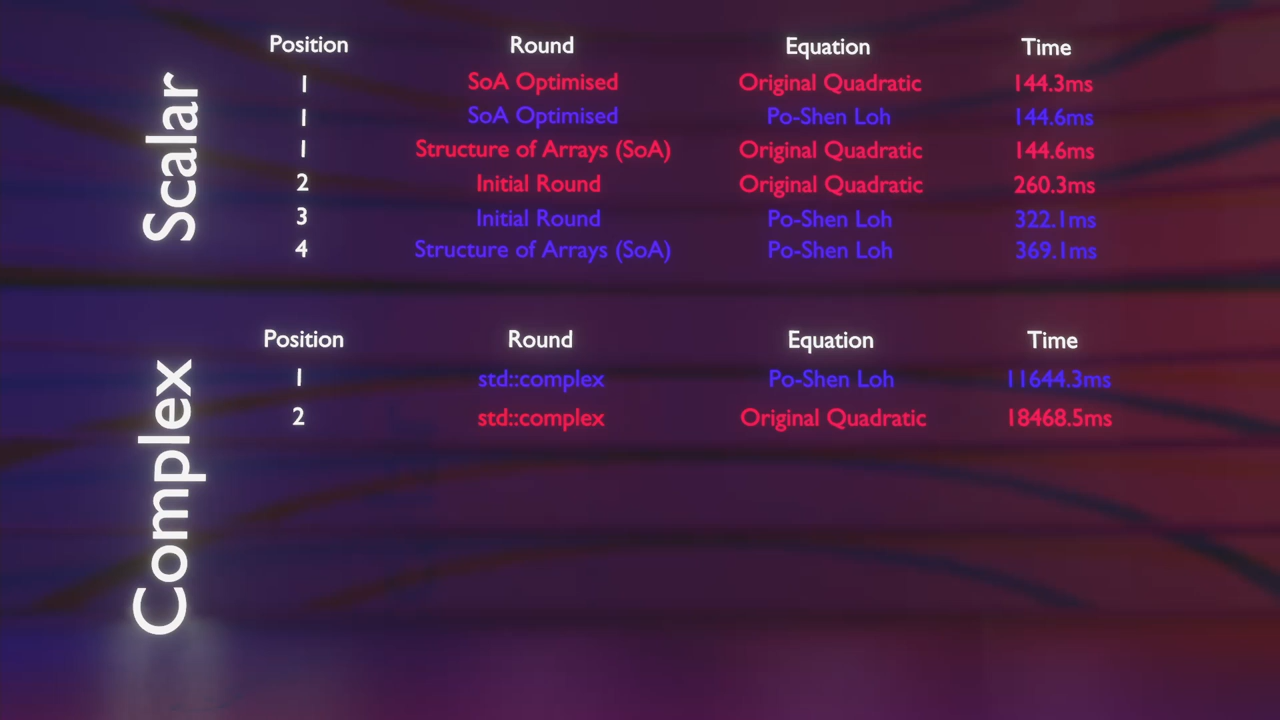 Scalar
Position Round Equation Time
1 SoA Optimised Original Quadratic 144.3ms
1 SoA Optimised Po-Shen Loh 144.6ms
1 Structure of Arrays (SoA) Original Quadratic 144.6ms
2 Initial Round Original Quadratic 260.3ms
3 Initial Round Po-Shen Loh 322.1ms
4 Structure of Arrays (SoA) Po-Shen Loh 369.1ms
Complex
Position Round Equation Time
1 std::complex Po-Shen Loh 11644.3ms
2 std::complex Original Quadratic 18468.5ms